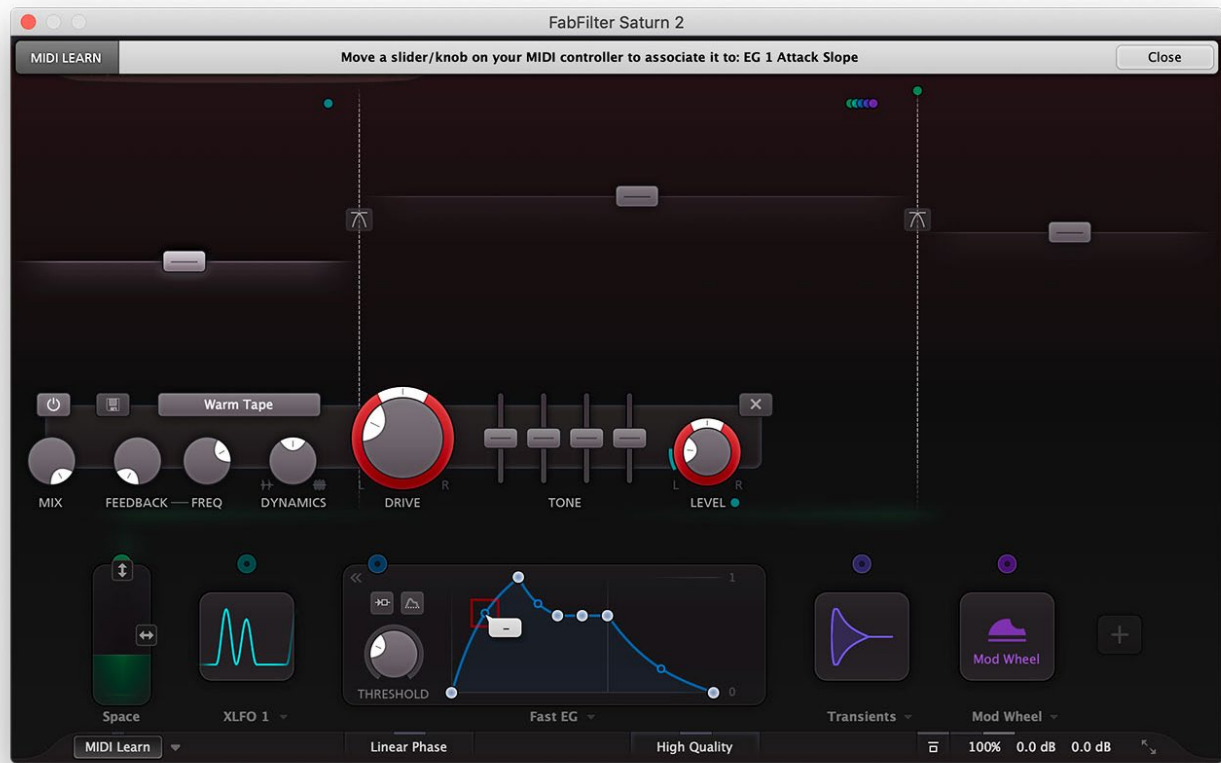 FabFilter Saturn 2
MIDI LEARN
Move a slider/knob on your MIDI controller to associate it to: EG 1 Attack Slope
Close
Warm Tape
L R
L R
MIX
FEEDBACK
FREQ
DYNAMICS
DRIVE
TONE
LEVEL
1
-
THRESHOLD
0
Mod Wheel
Space
XLFO 1
Fast EG
Transients
Mod Wheel
MIDI Learn
Linear Phase
High Quality
100%
0.0 dB
0.0 dB